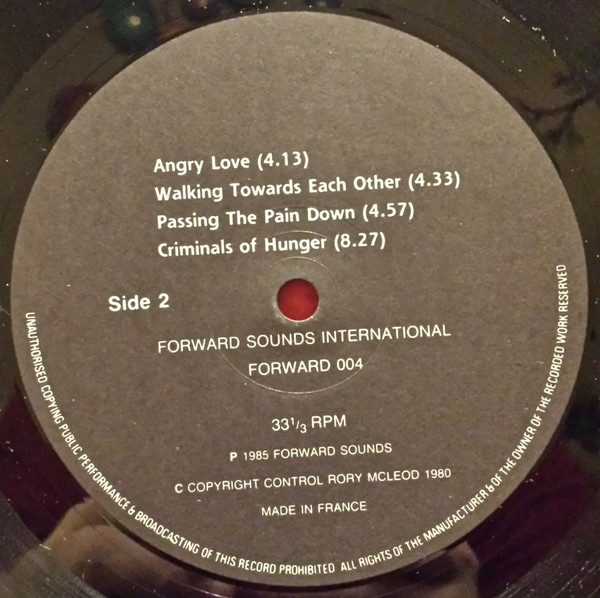 Angry Love (4.13)
Walking Towards Each Other (4.33)
Passing The Pain Down (4.57)
Criminals of Hunger (8.27)
Side 2
FORWARD SOUNDS INTERNATIONAL
FORWARD 004
33 1/3 RPM
P 1985 FORWARD SOUNDS
C COPYRIGHT CONTROL RORY MCLEOD 1980
MADE IN FRANCE
UNAUTHORISED COPYING PUBLIC PERFORMANCE & BROADCASTING OF THIS RECORD PROHIBITED ALL RIGHTS OF THE MANUFACTURER & OF THE OWNER OF THE RECORDED WORK RESERVED